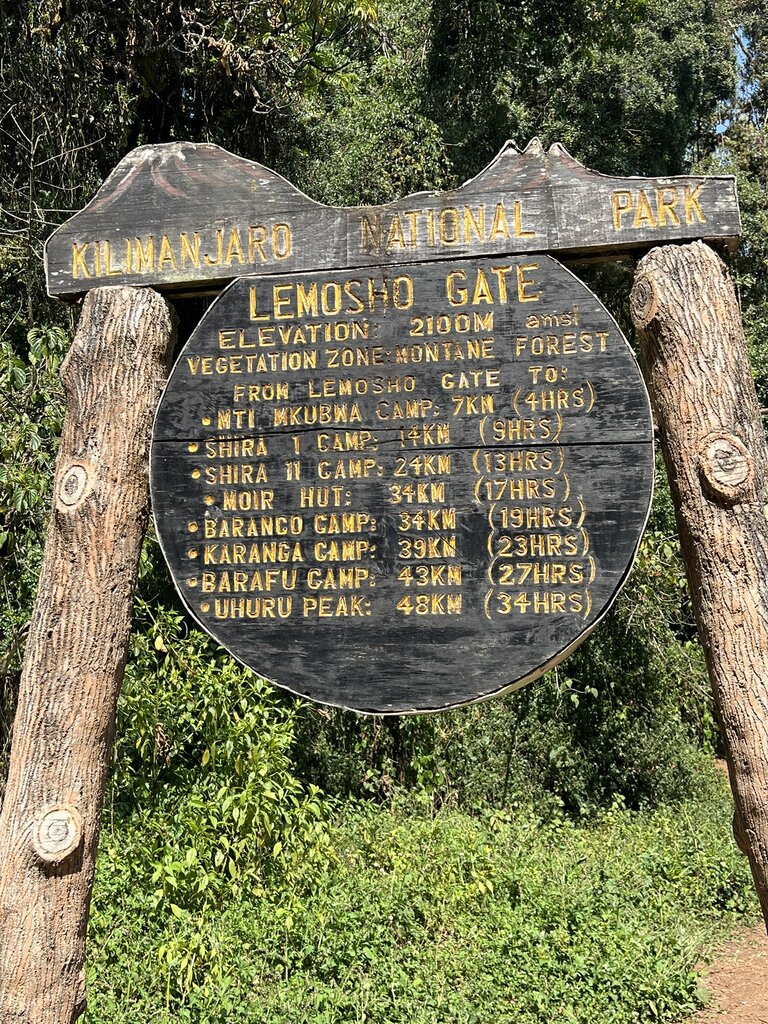 KILIMANJARO NATIONAL PARK
LEMOSHO GATE
ELEVATION: 2100M amsl
VEGETATION ZONE: MONTANE FOREST
FROM LEMOSHO GATE TO:
• MTI MKUBWA CAMP: 7KM (4HRS)
• SHIRA 1 CAMP: 14KM (9HRS)
• SHIRA 11 CAMP: 24KM (13HRS)
• MOIR HUT: 34KM (17HRS)
• BARANCO CAMP: 34KM (19HRS)
• KARANGA CAMP: 39KM (23HRS)
• BARAFU CAMP: 43KM (27HRS)
• UHURU PEAK: 48KM (34HRS)